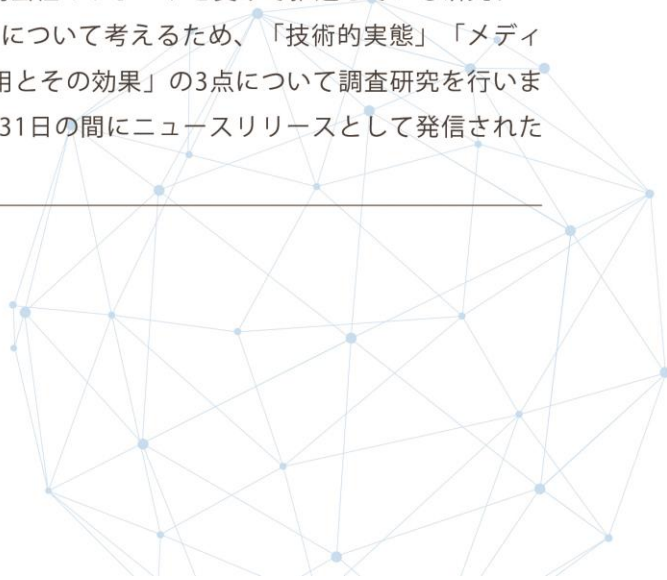 について考えるため、「技術的実態」「メディ
用とその効果」の3点について調査研究を行いま
31日の間にニュースリリースとして発信された